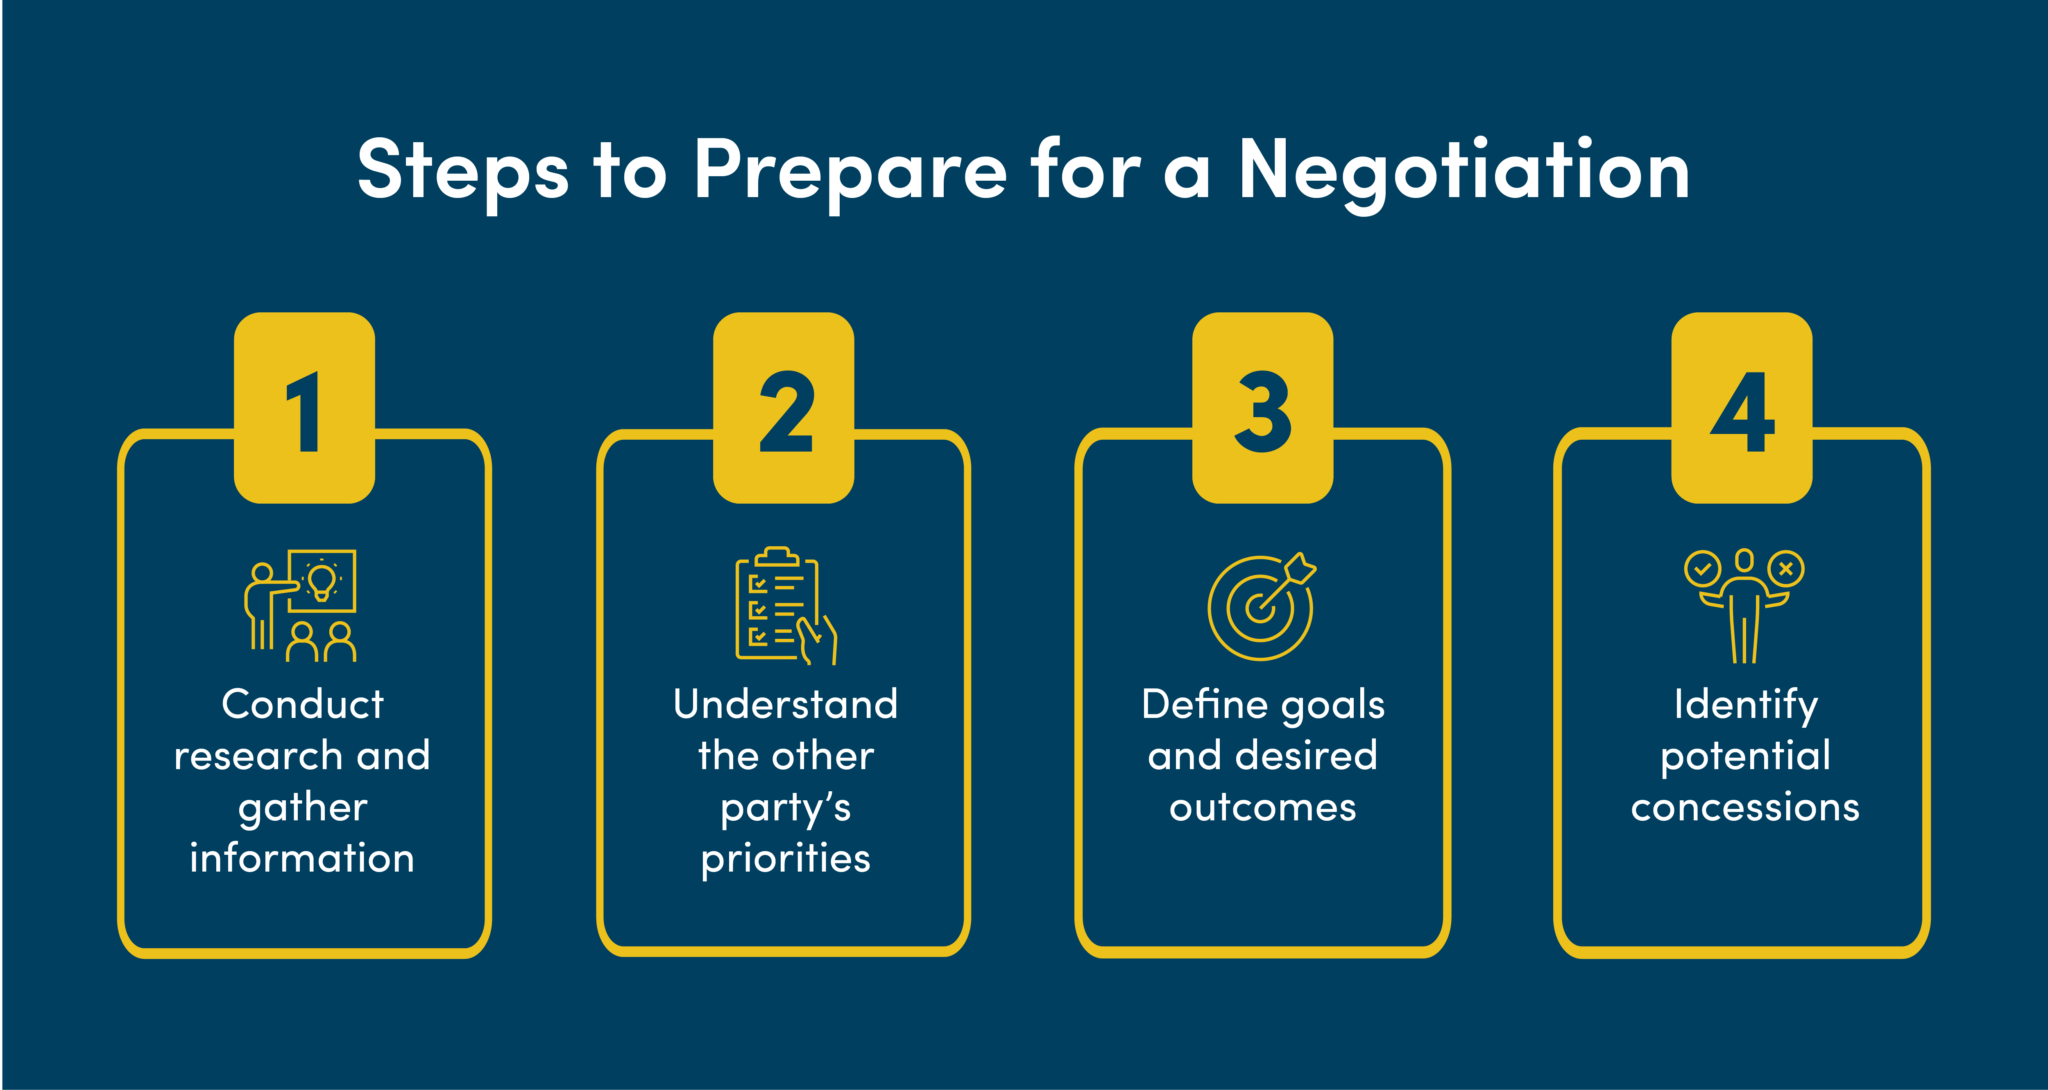 Steps to Prepare for a Negotiation
1
Conduct
research and
gather
information
2
Understand
the other
party’s
priorities
3
Define goals
and desired
outcomes
4
Identify
potential
concessions